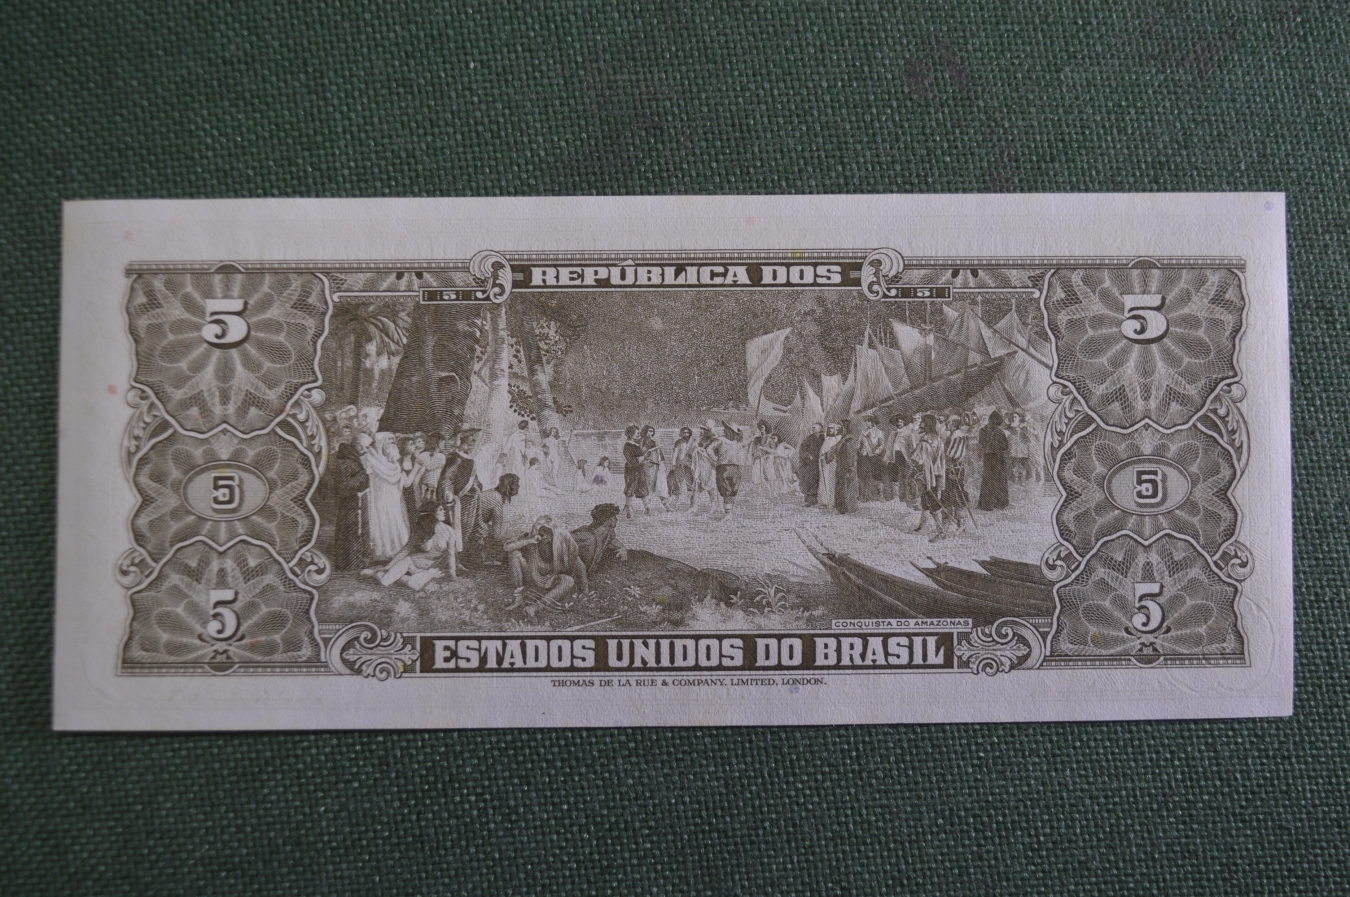 REPÚBLICA DOS
5 5
5 5
5 5
5 5
CONQUISTA DO AMAZONAS
ESTADOS UNIDOS DO BRASIL
THOMAS DE LA RUE & COMPANY, LIMITED, LONDON.